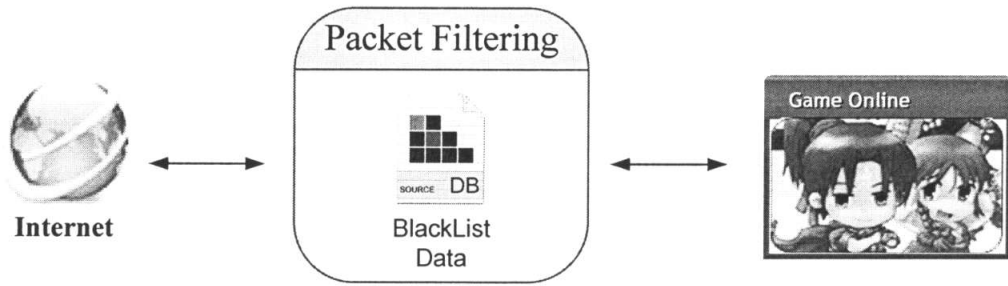 Packet Filtering
Game Online
SOURCE DB
Internet
BlackList
Data